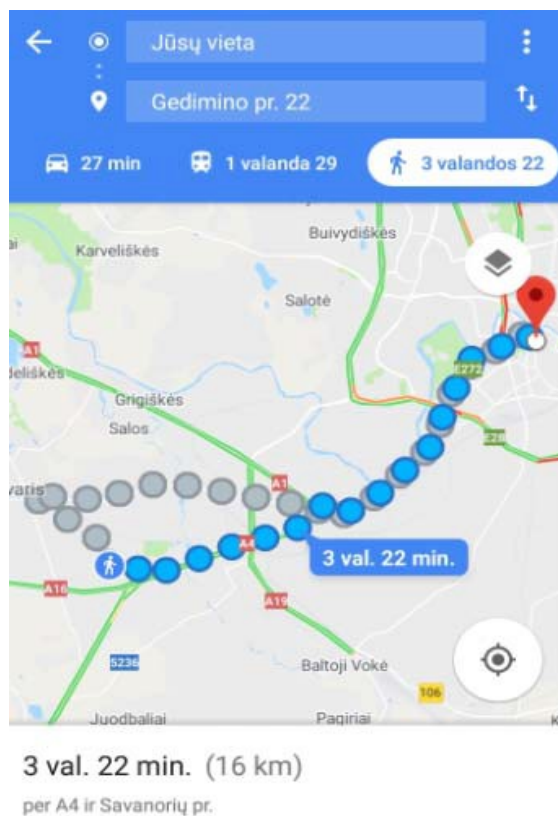 Jūsų vieta
Gedimino pr. 22
27 min
1 valanda 29
3 valandos 22
Buivydiškės
Karveliškės
Salotė
A1
E272
Grigiškės
Salos
E28
A1
A4
3 val. 22 min.
A16
A19
5236
Baltoji Vokė
106
Juodbaliai
Pagiriai
3 val. 22 min. (16 km)
per A4 ir Savanorių pr.